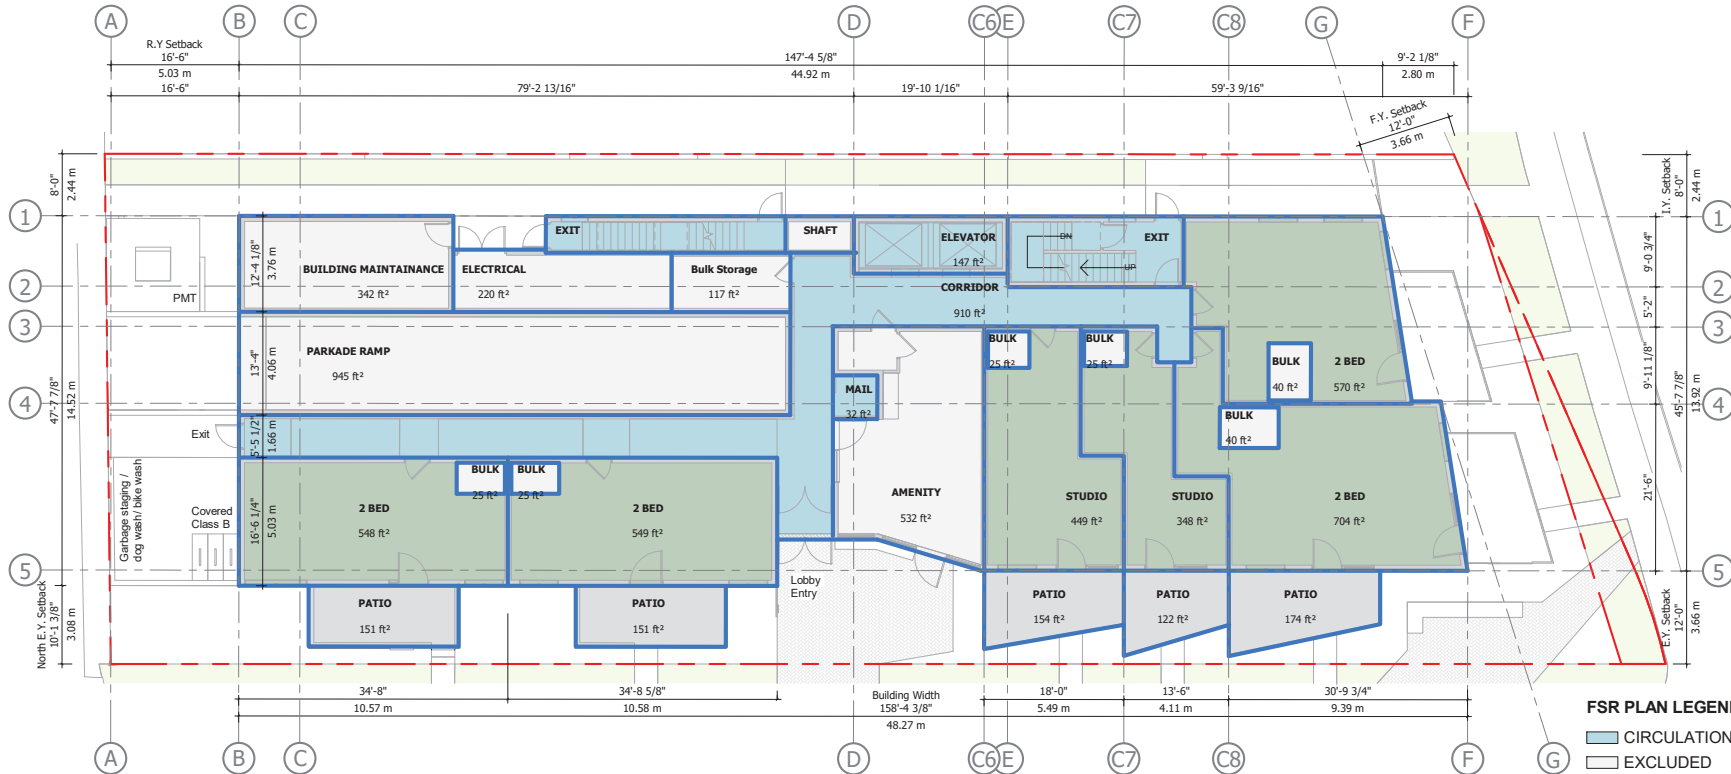 A B C D C6 E C7 C8 G F
R.Y Setback
16'-6"
5.03 m
16'-6"
147'-4 5/8"
44.92 m
9'-2 1/8"
2.80 m
79'-2 13/16"
19'-10 1/16"
59'-3 9/16"
F.Y. Setback
12'-0"
3.66 m
8'-0"
2.44 m
I.Y. Setback
8'-0"
2.44 m
1
1
EXIT
SHAFT
ELEVATOR
147 ft²
DN
UP
EXIT
12'-4 1/8"
3.76 m
BUILDING MAINTAINANCE
342 ft²
ELECTRICAL
220 ft²
Bulk Storage
117 ft²
9'-0 3/4"
PMT
2
CORRIDOR
910 ft²
2
5'-2"
3
3
13'-4"
4.06 m
PARKADE RAMP
945 ft²
BULK
25 ft²
BULK
25 ft²
BULK
40 ft²
2 BED
570 ft²
9'-11 1/8"
47'-7 7/8"
14.52 m
45'-7 7/8"
13.92 m
MAIL
32 ft²
4
4
BULK
40 ft²
Exit
5'-5 1/2"
1.66 m
BULK
25 ft²
BULK
25 ft²
Garbage staging /
dog wash/ bike wash
Covered
Class B
16'-6 1/4"
5.03 m
2 BED
548 ft²
2 BED
549 ft²
AMENITY
532 ft²
STUDIO
449 ft²
STUDIO
348 ft²
2 BED
704 ft²
21'-6"
5
5
Lobby
Entry
PATIO
151 ft²
PATIO
151 ft²
PATIO
154 ft²
PATIO
122 ft²
PATIO
174 ft²
North E.Y. Setback
10'-1 3/8"
3.08 m
E.Y. Setback
12'-0"
3.66 m
34'-8"
10.57 m
34'-8 5/8"
10.58 m
Building Width
158'-4 3/8"
48.27 m
18'-0"
5.49 m
13'-6"
4.11 m
30'-9 3/4"
9.39 m
FSR PLAN LEGEN
CIRCULATION
EXCLUDED
A B C D C6 E C7 C8 F G